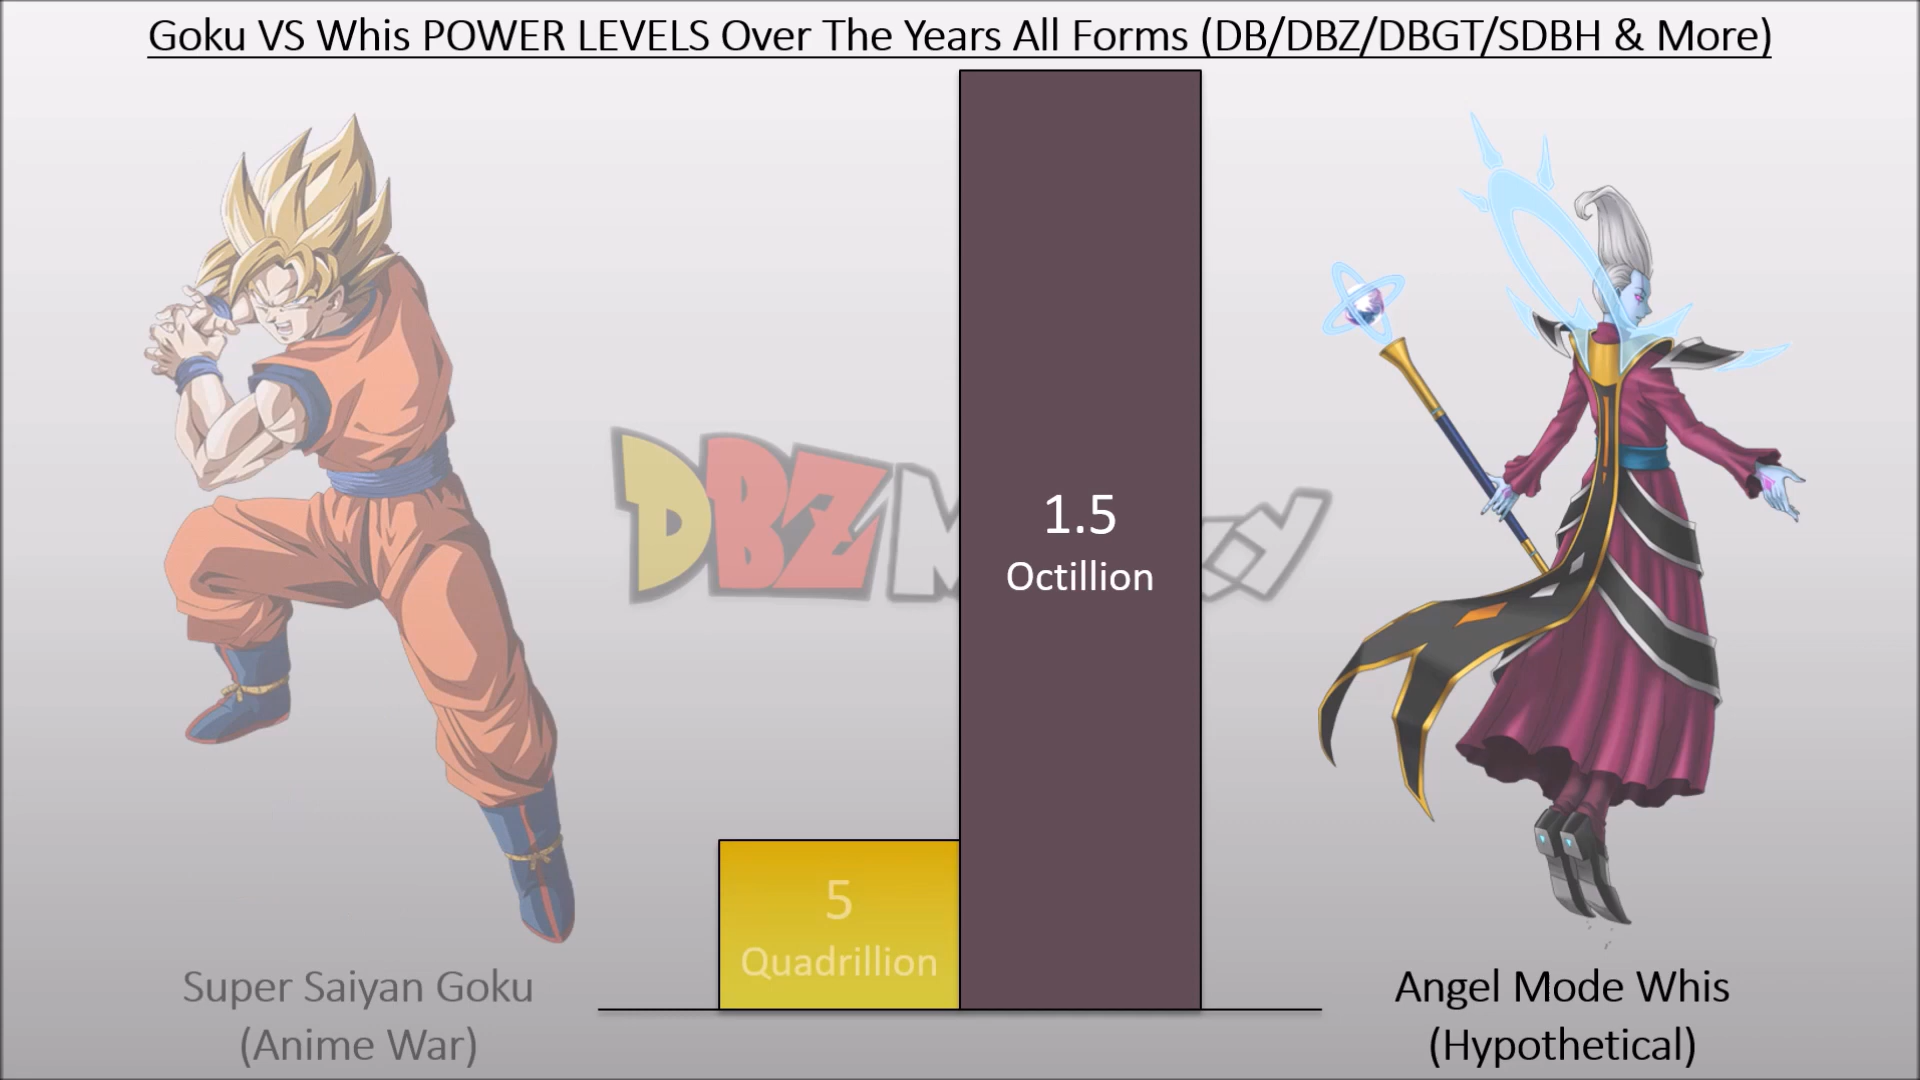 Goku VS Whis POWER LEVELS Over The Years All Forms (DB/DBZ/DBGT/SDBH & More)
DBZ
1.5
Octillion
5
Quadrillion
Super Saiyan Goku
(Anime War)
Angel Mode Whis
(Hypothetical)